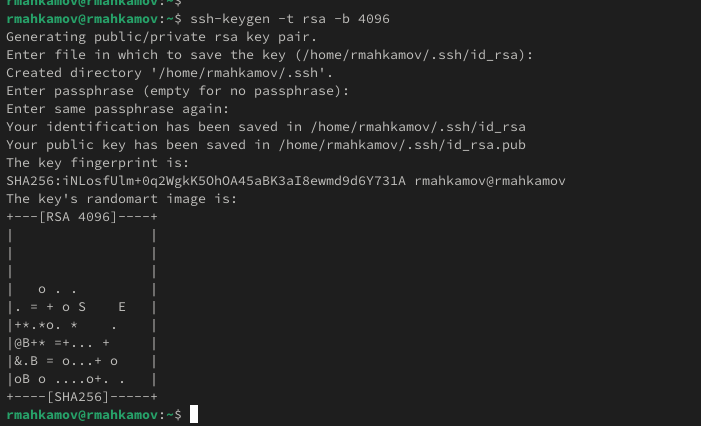 rmahkamov@rmahkamov:~$
rmahkamov@rmahkamov:~$ ssh-keygen -t rsa -b 4096
Generating public/private rsa key pair.
Enter file in which to save the key (/home/rmahkamov/.ssh/id_rsa):
Created directory '/home/rmahkamov/.ssh'.
Enter passphrase (empty for no passphrase):
Enter same passphrase again:
Your identification has been saved in /home/rmahkamov/.ssh/id_rsa
Your public key has been saved in /home/rmahkamov/.ssh/id_rsa.pub
The key fingerprint is:
SHA256:iNLosfUlm+0q2WgkK5OhOA45aBK3aI8ewmd9d6Y731A rmahkamov@rmahkamov
The key's randomart image is:
+---[RSA 4096]----+
|                 |
|                 |
|                 |
|   o . .         |
|. = + o S    E   |
|+*.*o. *    .    |
|@B+* =+... +     |
|&.B = o...+ o    |
|oB o ....o+. .   |
+----[SHA256]-----+
rmahkamov@rmahkamov:~$